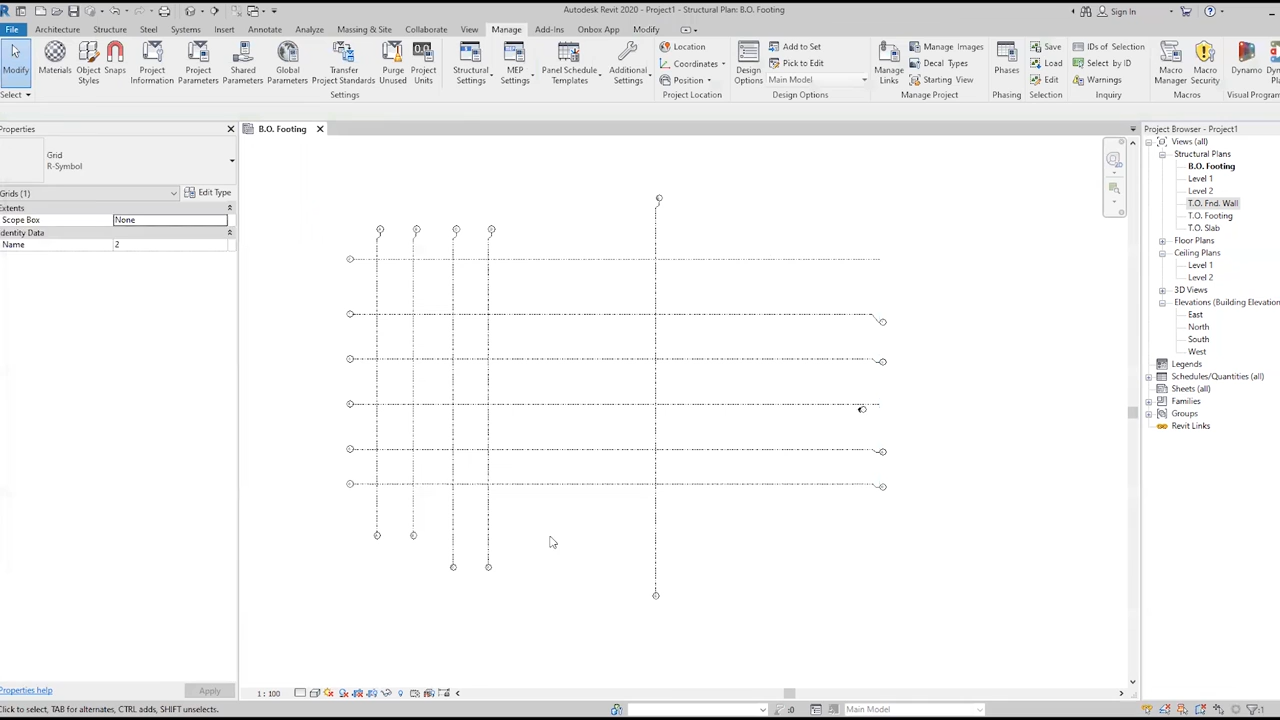 Autodesk Revit 2020 - Project1 - Structural Plan: B.O. Footing
Sign In
File Architecture Structure Steel Systems Insert Annotate Analyze Massing & Site Collaborate View Manage Add-Ins Onbox App Modify
Modify
Materials
Object Styles
Snaps
Project Information
Project Parameters
Shared Parameters
Global Parameters
Transfer Project Standards
Purge Unused
Project Units
Structural Settings
MEP Settings
Panel Schedule Templates
Additional Settings
Location
Coordinates
Position
Design Options
Add to Set
Pick to Edit
Main Model
Manage Links
Manage Images
Decal Types
Starting View
Phases
Save
Load
Edit
IDs of Selection
Select by ID
Warnings
Macro Manager
Macro Security
Dynamo
Select
Settings
Project Location
Design Options
Manage Project
Phasing
Selection
Inquiry
Macros
Visual Program
Properties
Grid
R-Symbol
Grids (1)
Edit Type
Extents
Scope Box None
Identity Data
Name 2
Properties help
Apply
B.O. Footing
Project Browser - Project1
Views (all)
Structural Plans
B.O. Footing
Level 1
Level 2
T.O. Fnd. Wall
T.O. Footing
T.O. Slab
Floor Plans
Ceiling Plans
Level 1
Level 2
3D Views
Elevations (Building Elevation
East
North
South
West
Legends
Schedules/Quantities (all)
Sheets (all)
Families
Groups
Revit Links
1 : 100
Click to select, TAB for alternates, CTRL adds, SHIFT unselects.
:0
Main Model
:1